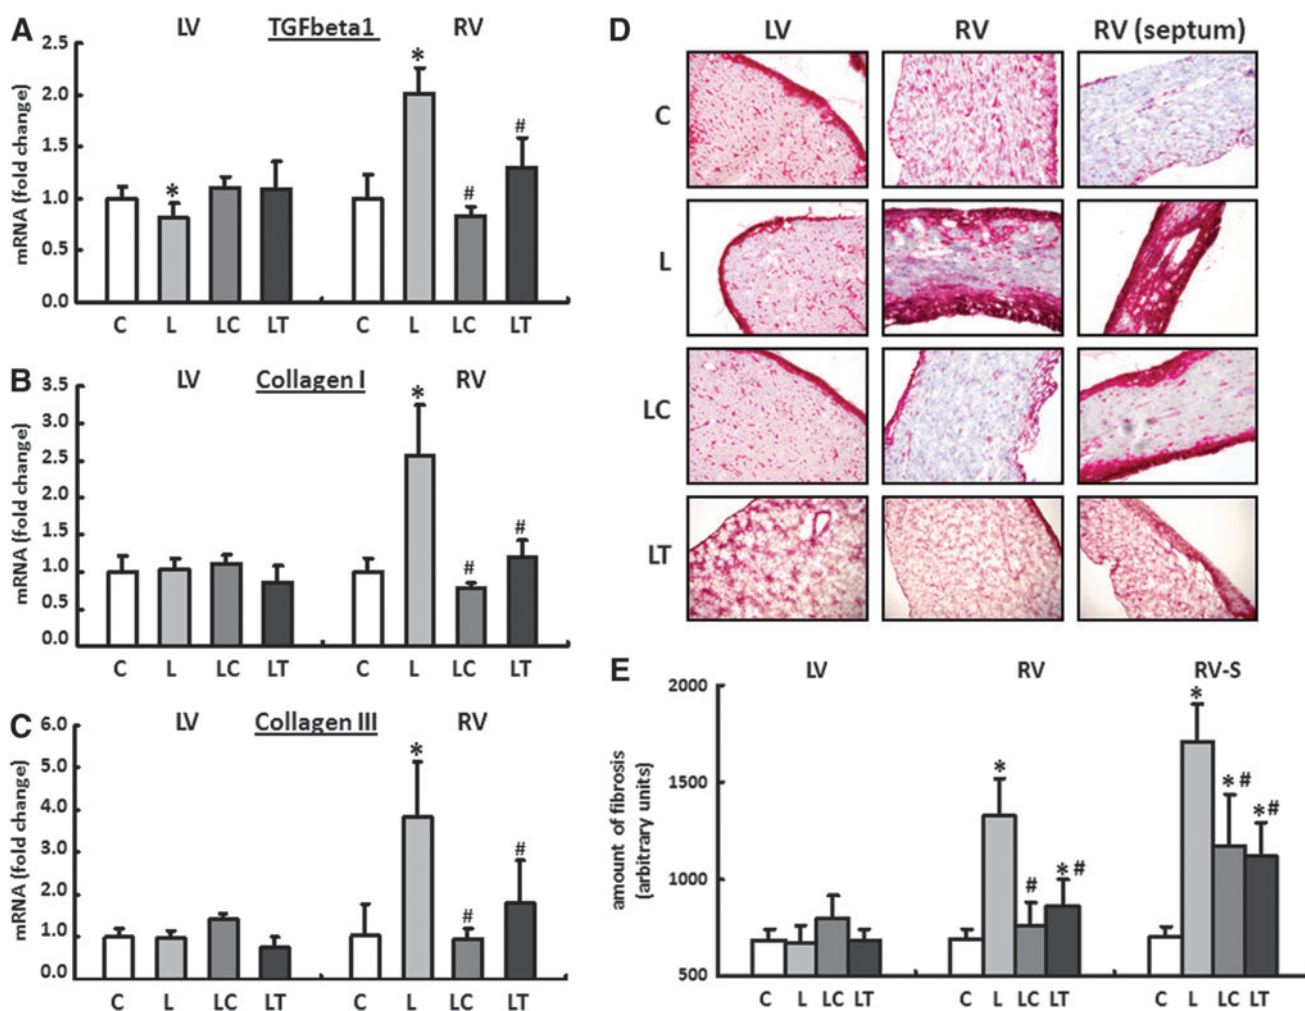 A
LV TGFbeta1 RV
mRNA (fold change)
2.5
2.0
1.5
1.0
0.5
0.0
*
*
#
#
C L LC LT C L LC LT
B
LV Collagen I RV
mRNA (fold change)
3.5
3.0
2.5
2.0
1.5
1.0
0.5
0.0
*
#
#
C L LC LT C L LC LT
C
LV Collagen III RV
mRNA (fold change)
6.0
5.0
4.0
3.0
2.0
1.0
0.0
*
#
#
C L LC LT C L LC LT
D
LV RV RV (septum)
C
L
LC
LT
E
LV RV RV-S
amount of fibrosis
(arbitrary units)
2000
1500
1000
500
*
#
*#
*
*#
*#
C L LC LT C L LC LT C L LC LT